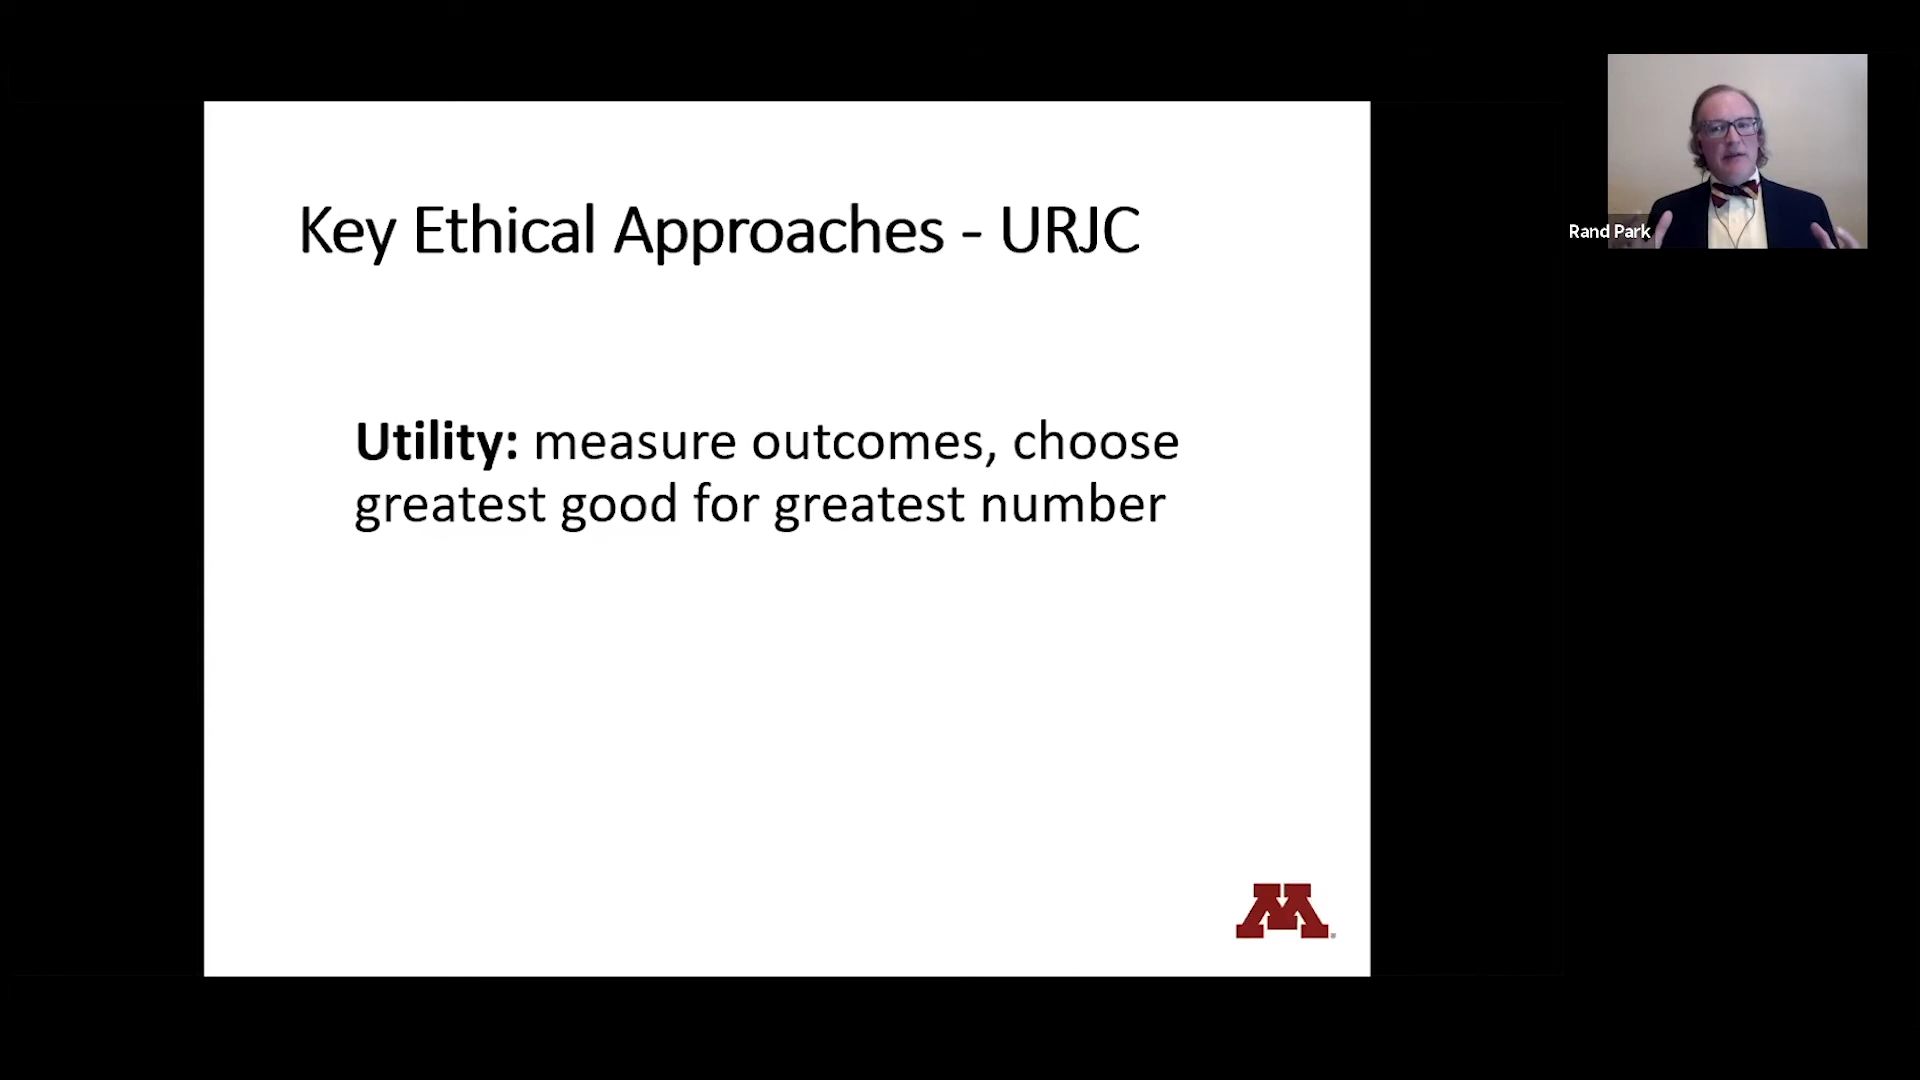 Key Ethical Approaches - URJC
Rand Park
Utility: measure outcomes, choose
greatest good for greatest number
M